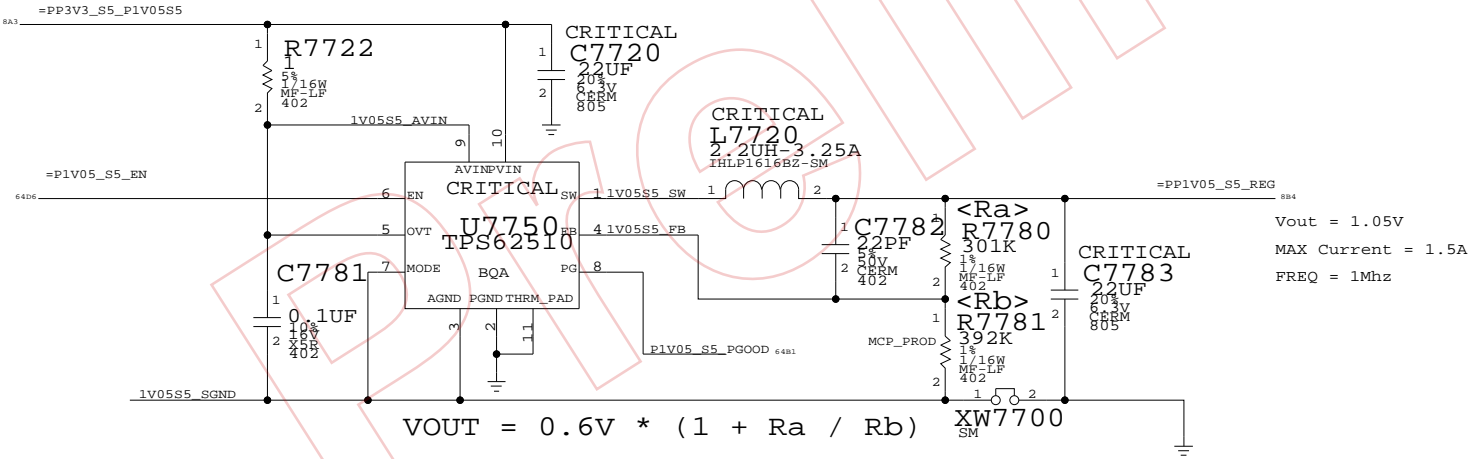 =PP3V3_S5_P1V05S5
8A3
R7722
1
5%
1/16W
MF-LF
402
1
2
CRITICAL
C7720
22UF
20%
6.3V
CERM
805
1
2
1V05S5_AVIN
9
10
AVIN
PVIN
CRITICAL
U7750
TPS62510
BQA
=P1V05_S5_EN
64D6
6
EN
5
OVT
7
MODE
AGND
PGND
THRM_PAD
3
2
11
SW
1
1V05S5_SW
FB
4
1V05S5_FB
PG
8
P1V05_S5_PGOOD
64B1
CRITICAL
L7720
2.2UH-3.25A
IHLP1616BZ-SM
1
2
=PP1V05_S5_REG
8B4
Vout = 1.05V
MAX Current = 1.5A
FREQ = 1Mhz
C7782
22PF
5%
50V
CERM
402
1
2
<Ra>
R7780
301K
1%
1/16W
MF-LF
402
1
2
<Rb>
R7781
392K
1%
1/16W
MF-LF
402
1
2
MCP_PROD
CRITICAL
C7783
22UF
20%
6.3V
CERM
805
1
2
C7781
0.1UF
10%
16V
X5R
402
1
2
1V05S5_SGND
1
2
XW7700
SM
VOUT = 0.6V * (1 + Ra / Rb)
Prelim